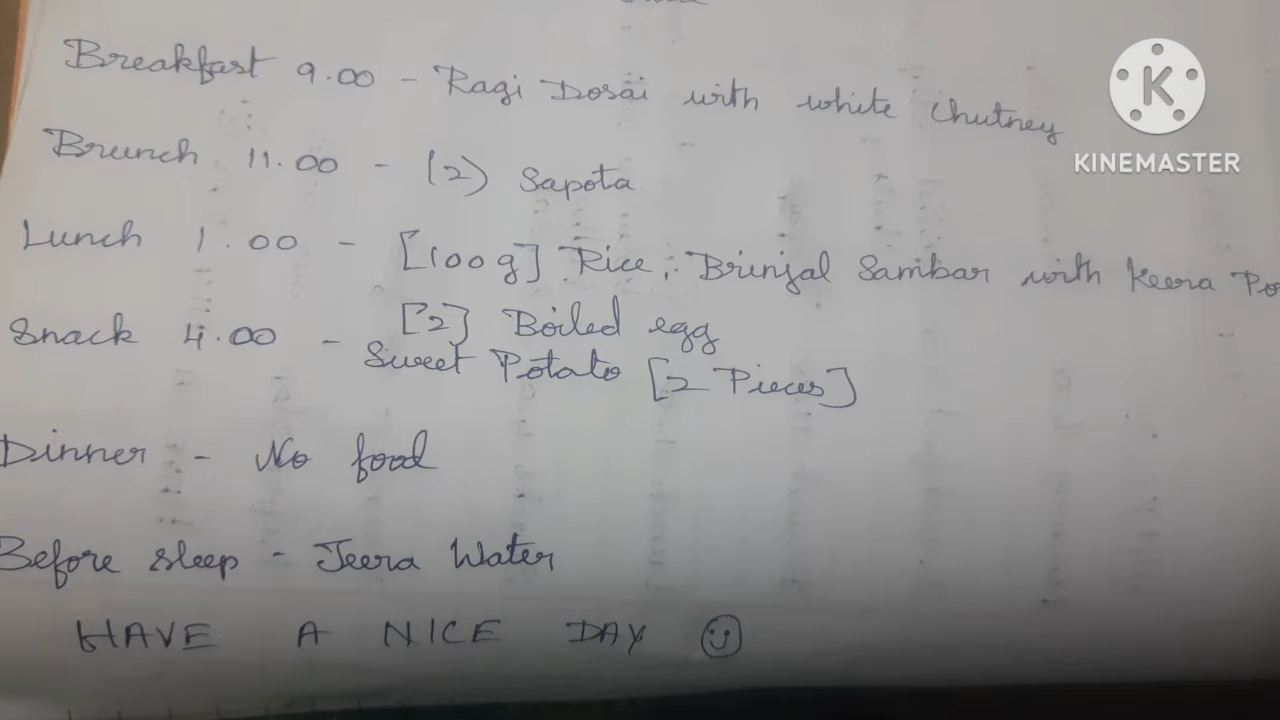 Breakfast 9.00 - Ragi Dosai with white Chutney
KINEMASTER
Brunch 11.00 - (2) Sapota
Lunch 1.00 - [100g] Rice, Brinjal Sambar with Keera Po
[2] Boiled egg
Snack 4.00 - Sweet Potato [2 Pieces]
Dinner - No food
Before sleep - Jeera Water
HAVE A NICE DAY